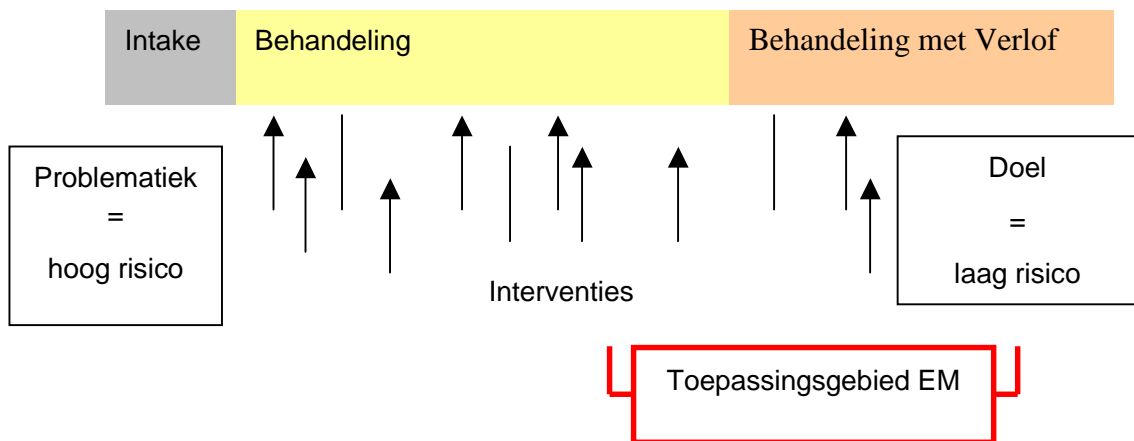 Intake
Behandeling
Behandeling met Verlof
Problematiek
=
hoog risico
Interventies
Doel
=
laag risico
Toepassingsgebied EM